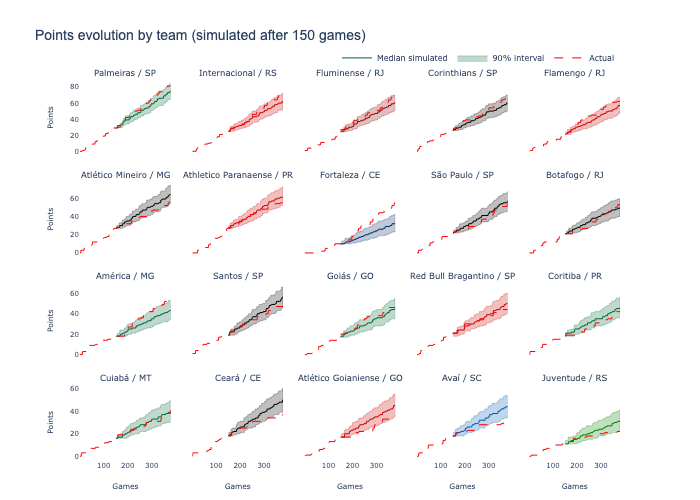 Points evolution by team (simulated after 150 games)
Median simulated 90% interval Actual
Palmeiras / SP Internacional / RS Fluminense / RJ Corinthians / SP Flamengo / RJ
80
60
40
20
0
Points
Atlético Mineiro / MG Athletico Paranaense / PR Fortaleza / CE São Paulo / SP Botafogo / RJ
60
40
20
0
Points
América / MG Santos / SP Goiás / GO Red Bull Bragantino / SP Coritiba / PR
60
40
20
0
Points
Cuiabá / MT Ceará / CE Atlético Goianiense / GO Avaí / SC Juventude / RS
60
40
20
0
Points
100 200 300 100 200 300 100 200 300 100 200 300 100 200 300
Games Games Games Games Games